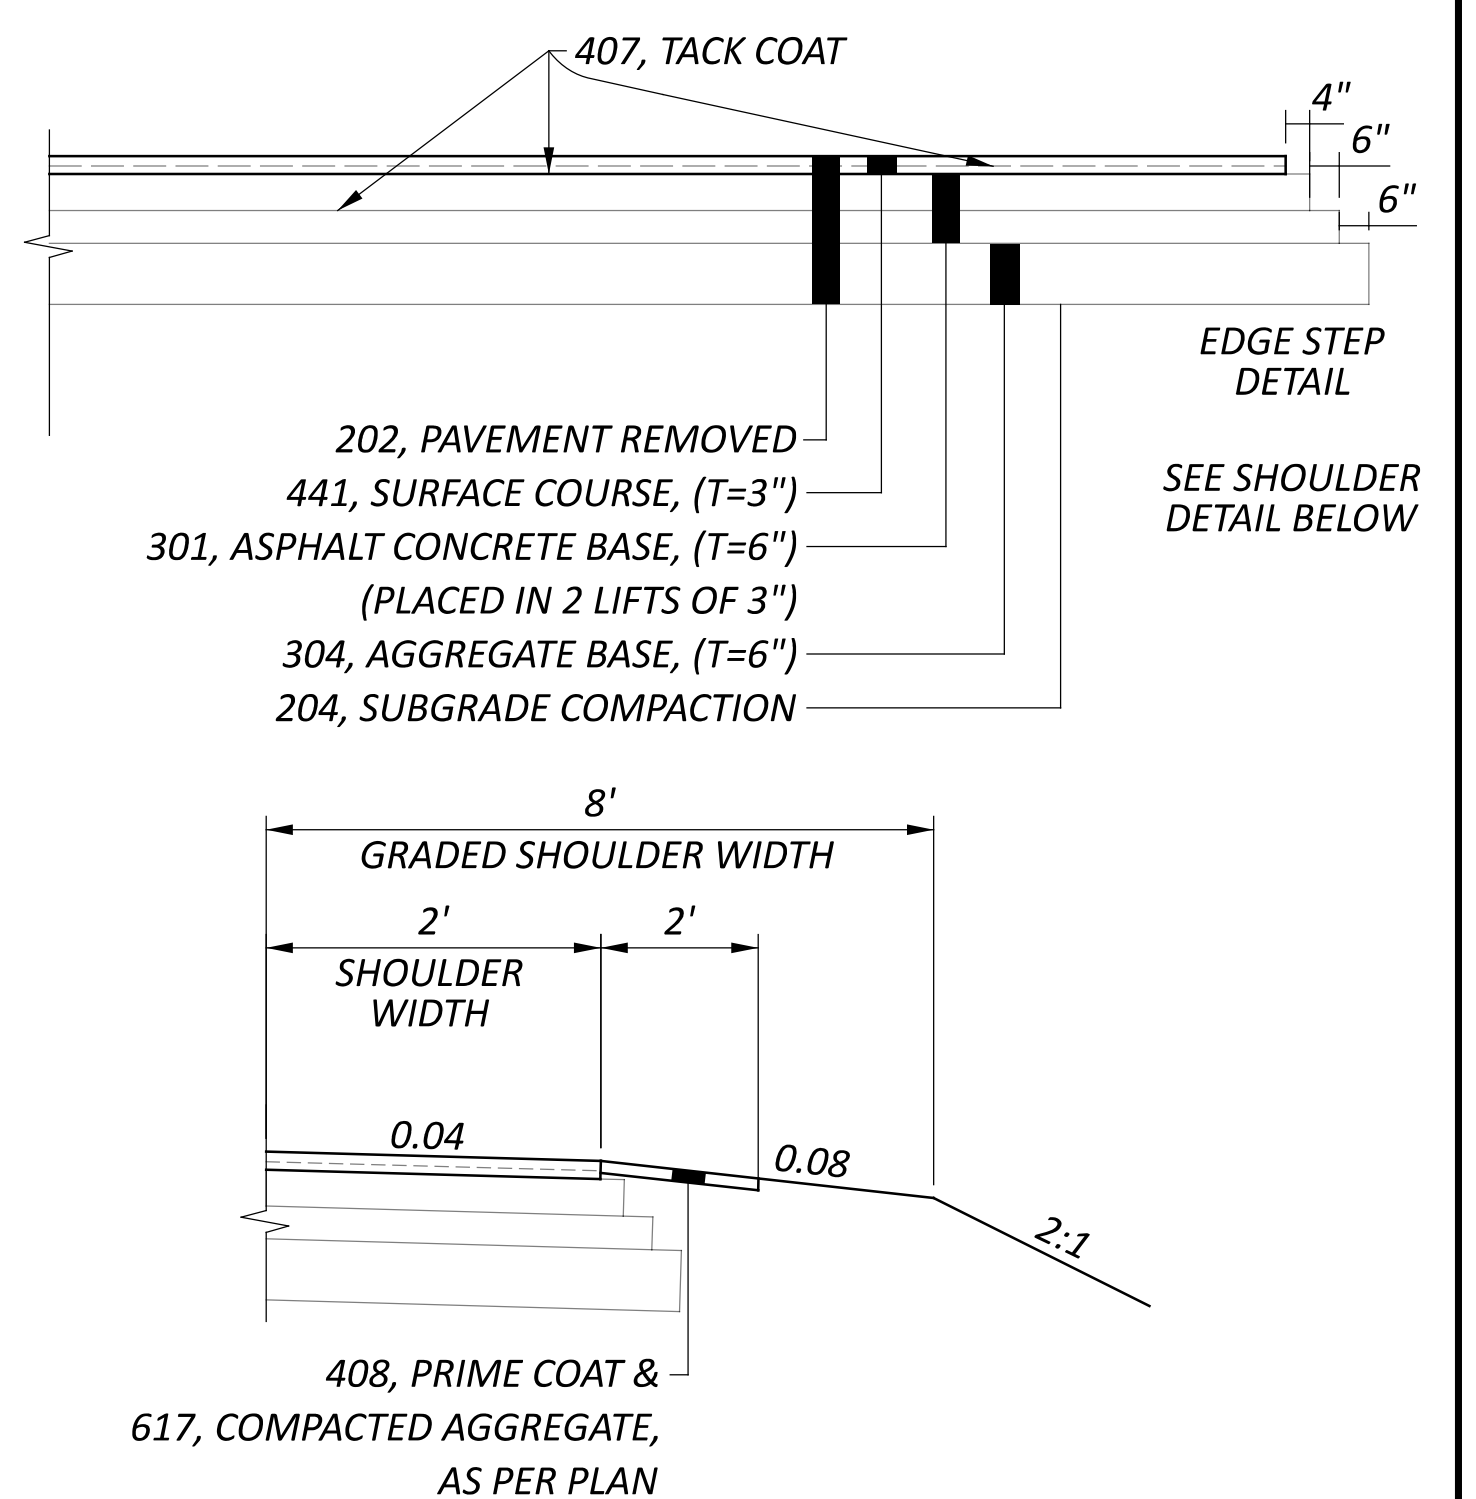 407, TACK COAT
4"
6"
6"
EDGE STEP
DETAIL
SEE SHOULDER
DETAIL BELOW
202, PAVEMENT REMOVED
441, SURFACE COURSE, (T=3")
301, ASPHALT CONCRETE BASE, (T=6")
(PLACED IN 2 LIFTS OF 3")
304, AGGREGATE BASE, (T=6")
204, SUBGRADE COMPACTION
8'
GRADED SHOULDER WIDTH
2'
2'
SHOULDER
WIDTH
0.04
0.08
2:1
408, PRIME COAT &
617, COMPACTED AGGREGATE,
AS PER PLAN